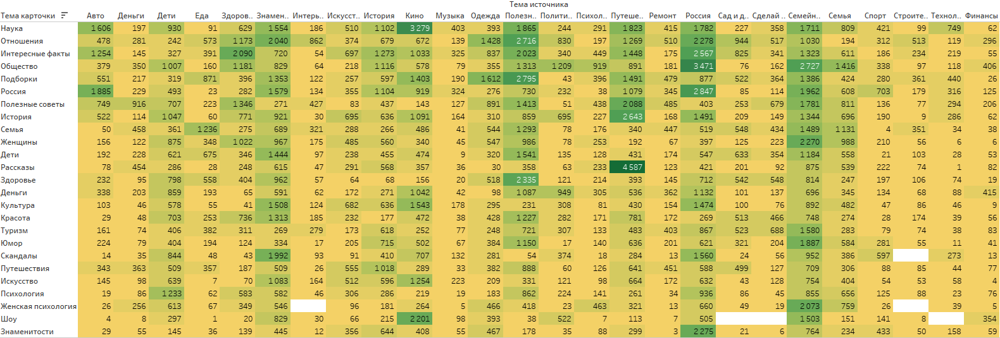 Тема источника
Тема карточки Авто Деньги Дети Еда Здоров.. Знамен.. Интерь.. Искусст.. История Кино Музыка Одежда Полезн.. Полити.. Психол.. Путеше.. Ремонт Россия Сад и д.. Сделай .. Семейн.. Семья Спорт Строите.. Технол.. Финансы
Наука 1 606 197 930 91 629 1 554 186 510 1 102 3 279 403 393 1 865 244 291 1 823 415 1 782 227 358 1 711 809 421 99 749 62
Отношения 478 281 242 573 1 173 2 040 862 374 679 672 139 1 428 2 716 830 197 1 269 510 2 278 944 517 1 030 194 312 513 119 296
Интересные факты 1 254 145 327 391 2 090 720 54 697 1 273 1 033 325 837 2 023 340 449 1 448 175 2 567 825 341 1 323 611 186 234 219 55
Общество 379 350 1 007 160 1 181 829 64 218 1 116 578 79 355 1 313 1 209 919 891 181 3 471 76 162 2 727 1 416 338 97 118 406
Подборки 551 217 319 871 396 1 353 122 257 597 1 403 190 1 612 2 795 43 396 1 491 479 877 522 364 1 386 424 280 361 440 26
Россия 1 885 229 493 23 282 1 579 134 355 1 104 919 324 276 730 232 38 1 079 345 2 847 85 114 1 962 608 703 179 316 125
Полезные советы 749 916 707 223 1 346 271 427 83 437 143 127 891 1 413 51 438 2 088 485 403 253 679 1 781 811 136 77 294 206
История 522 114 1 047 60 771 921 30 695 636 1 091 164 310 859 695 227 2 643 168 1 491 209 149 1 344 696 190 9 286 62
Семья 50 458 361 1 236 275 689 321 288 266 486 41 544 1 293 78 176 340 447 519 548 434 1 489 1 131 4 351 34 38
Женщины 156 122 875 348 1 022 967 175 485 560 340 45 547 986 78 253 192 67 397 125 223 2 270 988 210 56 6 6
Дети 192 228 621 675 346 1 444 97 238 455 474 9 320 1 541 135 128 431 174 547 633 354 1 184 558 21 103 28 53
Рассказы 78 454 286 28 248 615 47 291 568 357 36 30 358 63 233 4 587 123 421 201 92 875 539 222 74 1 82
Здоровье 232 95 798 558 404 962 57 64 68 156 20 518 2 335 121 214 393 145 712 542 548 814 247 197 106 74 19
Деньги 338 203 859 193 65 591 62 172 271 1 042 42 98 1 087 949 305 536 362 1 132 101 137 696 345 134 68 88 415
Культура 103 46 578 55 41 1 508 124 682 636 1 543 178 295 231 308 81 430 154 1 474 100 76 892 482 47 86 46 9
Красота 29 48 703 253 736 1 313 185 232 177 472 38 428 1 227 282 171 781 172 269 513 466 748 274 28 174 39 56
Туризм 161 74 406 382 311 269 279 173 618 252 77 248 721 307 133 483 403 867 523 688 1 580 283 79 74 38 83
Юмор 224 79 404 194 124 334 17 205 715 502 67 384 1 150 17 140 636 201 621 321 204 1 887 584 281 55 11 41
Скандалы 14 35 844 48 43 1 992 93 91 410 707 132 281 54 374 18 284 13 1 560 24 56 952 386 597 273 13
Путешествия 343 363 509 357 187 509 26 555 1 018 289 33 382 888 60 126 641 451 588 499 127 709 306 88 85 44 77
Искусство 145 98 639 7 70 1 083 164 512 596 1 254 223 209 331 121 98 664 172 632 43 128 754 404 54 53 58 4
Психология 19 86 1 233 62 583 582 46 306 286 219 19 183 862 224 141 261 34 936 86 45 855 656 125 88 23 76
Женская психология 26 256 613 67 349 546 96 181 264 5 466 418 23 463 321 13 660 49 19 2 073 759 26 39 5
Шоу 4 8 297 1 20 829 30 66 215 2 201 98 393 38 522 7 113 7 505 1 503 151 141 8 354
Знаменитости 29 55 145 36 139 445 12 356 644 408 55 467 178 35 88 299 3 2 275 21 6 764 234 433 50 158 59